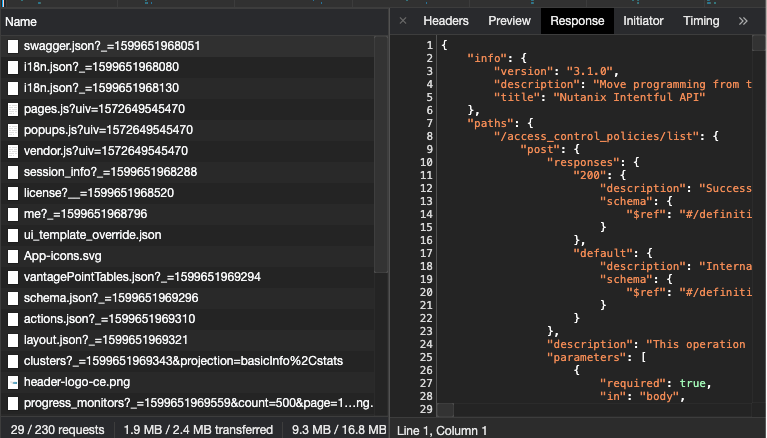 Name
swagger.json?_=1599651968051
i18n.json?_=1599651968080
i18n.json?_=1599651968130
pages.js?uiv=1572649545470
popups.js?uiv=1572649545470
vendor.js?uiv=1572649545470
session_info?_=1599651968288
license?__=1599651968520
me?_=1599651968796
ui_template_override.json
App-icons.svg
vantagePointTables.json?_=1599651969294
schema.json?_=1599651969296
actions.json?_=1599651969310
layout.json?_=1599651969321
clusters?_=1599651969343&projection=basicInfo%2Cstats
header-logo-ce.png
progress_monitors?_=1599651969559&count=500&page=1…ng.
29 / 230 requests 1.9 MB / 2.4 MB transferred 9.3 MB / 16.8 MB
× Headers Preview Response Initiator Timing »
1 {
2 "info": {
3 "version": "3.1.0",
4 "description": "Move programming from t
5 "title": "Nutanix Intentful API"
6 },
7 "paths": {
8 "/access_control_policies/list": {
9 "post": {
10 "responses": {
11 "200": {
12 "description": "Success
13 "schema": {
14 "$ref": "#/definiti
15 }
16 },
17 "default": {
18 "description": "Interna
19 "schema": {
20 "$ref": "#/definiti
21 }
22 }
23 },
24 "description": "This operation
25 "parameters": [
26 {
27 "required": true,
28 "in": "body",
29
Line 1, Column 1